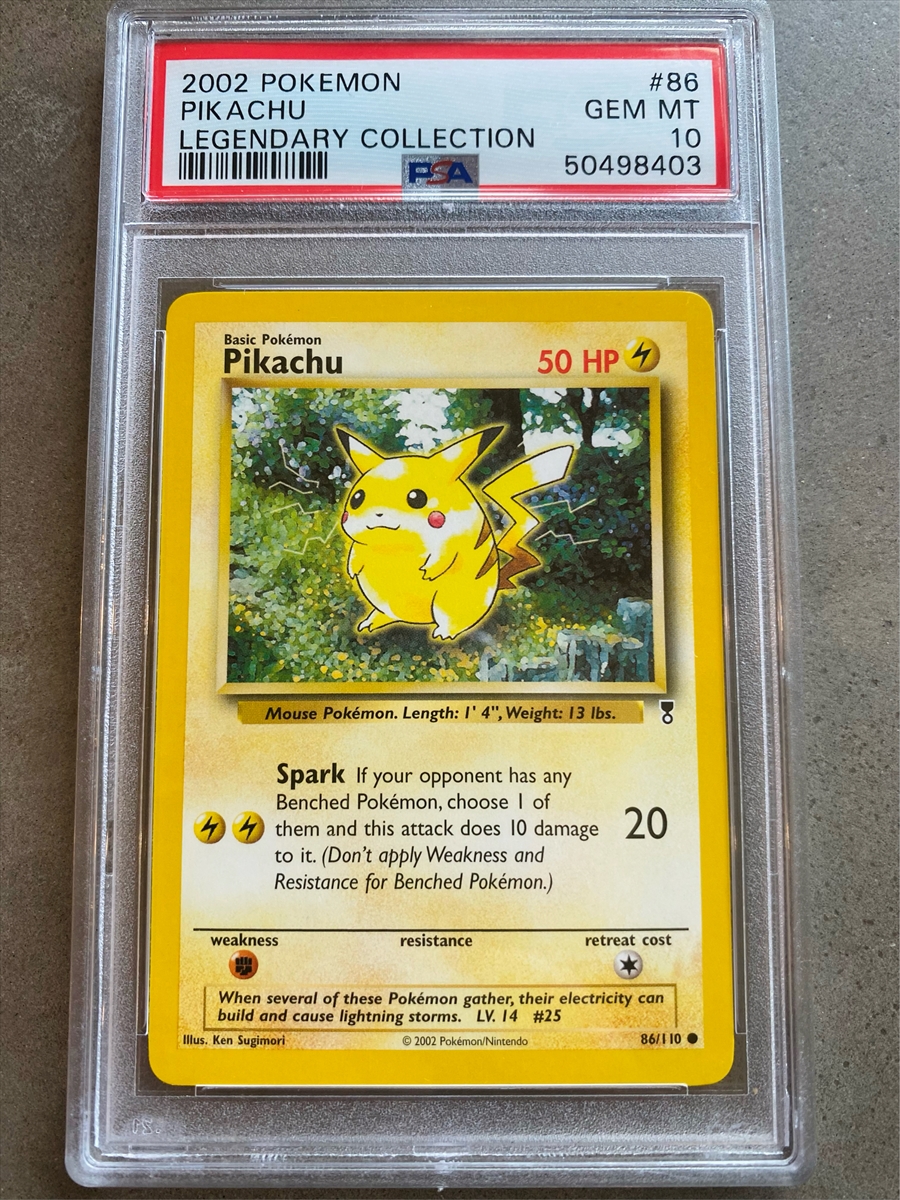 2002 POKEMON #86
PIKACHU GEM MT
LEGENDARY COLLECTION 10
PSA 50498403
Basic Pokémon
Pikachu 50 HP
Mouse Pokémon. Length: 1' 4", Weight: 13 lbs.
Spark If your opponent has any
Benched Pokémon, choose 1 of
them and this attack does 10 damage 20
to it. (Don't apply Weakness and
Resistance for Benched Pokémon.)
weakness resistance retreat cost
When several of these Pokémon gather, their electricity can
build and cause lightning storms. LV. 14 #25
Illus. Ken Sugimori © 2002 Pokémon/Nintendo 86/110